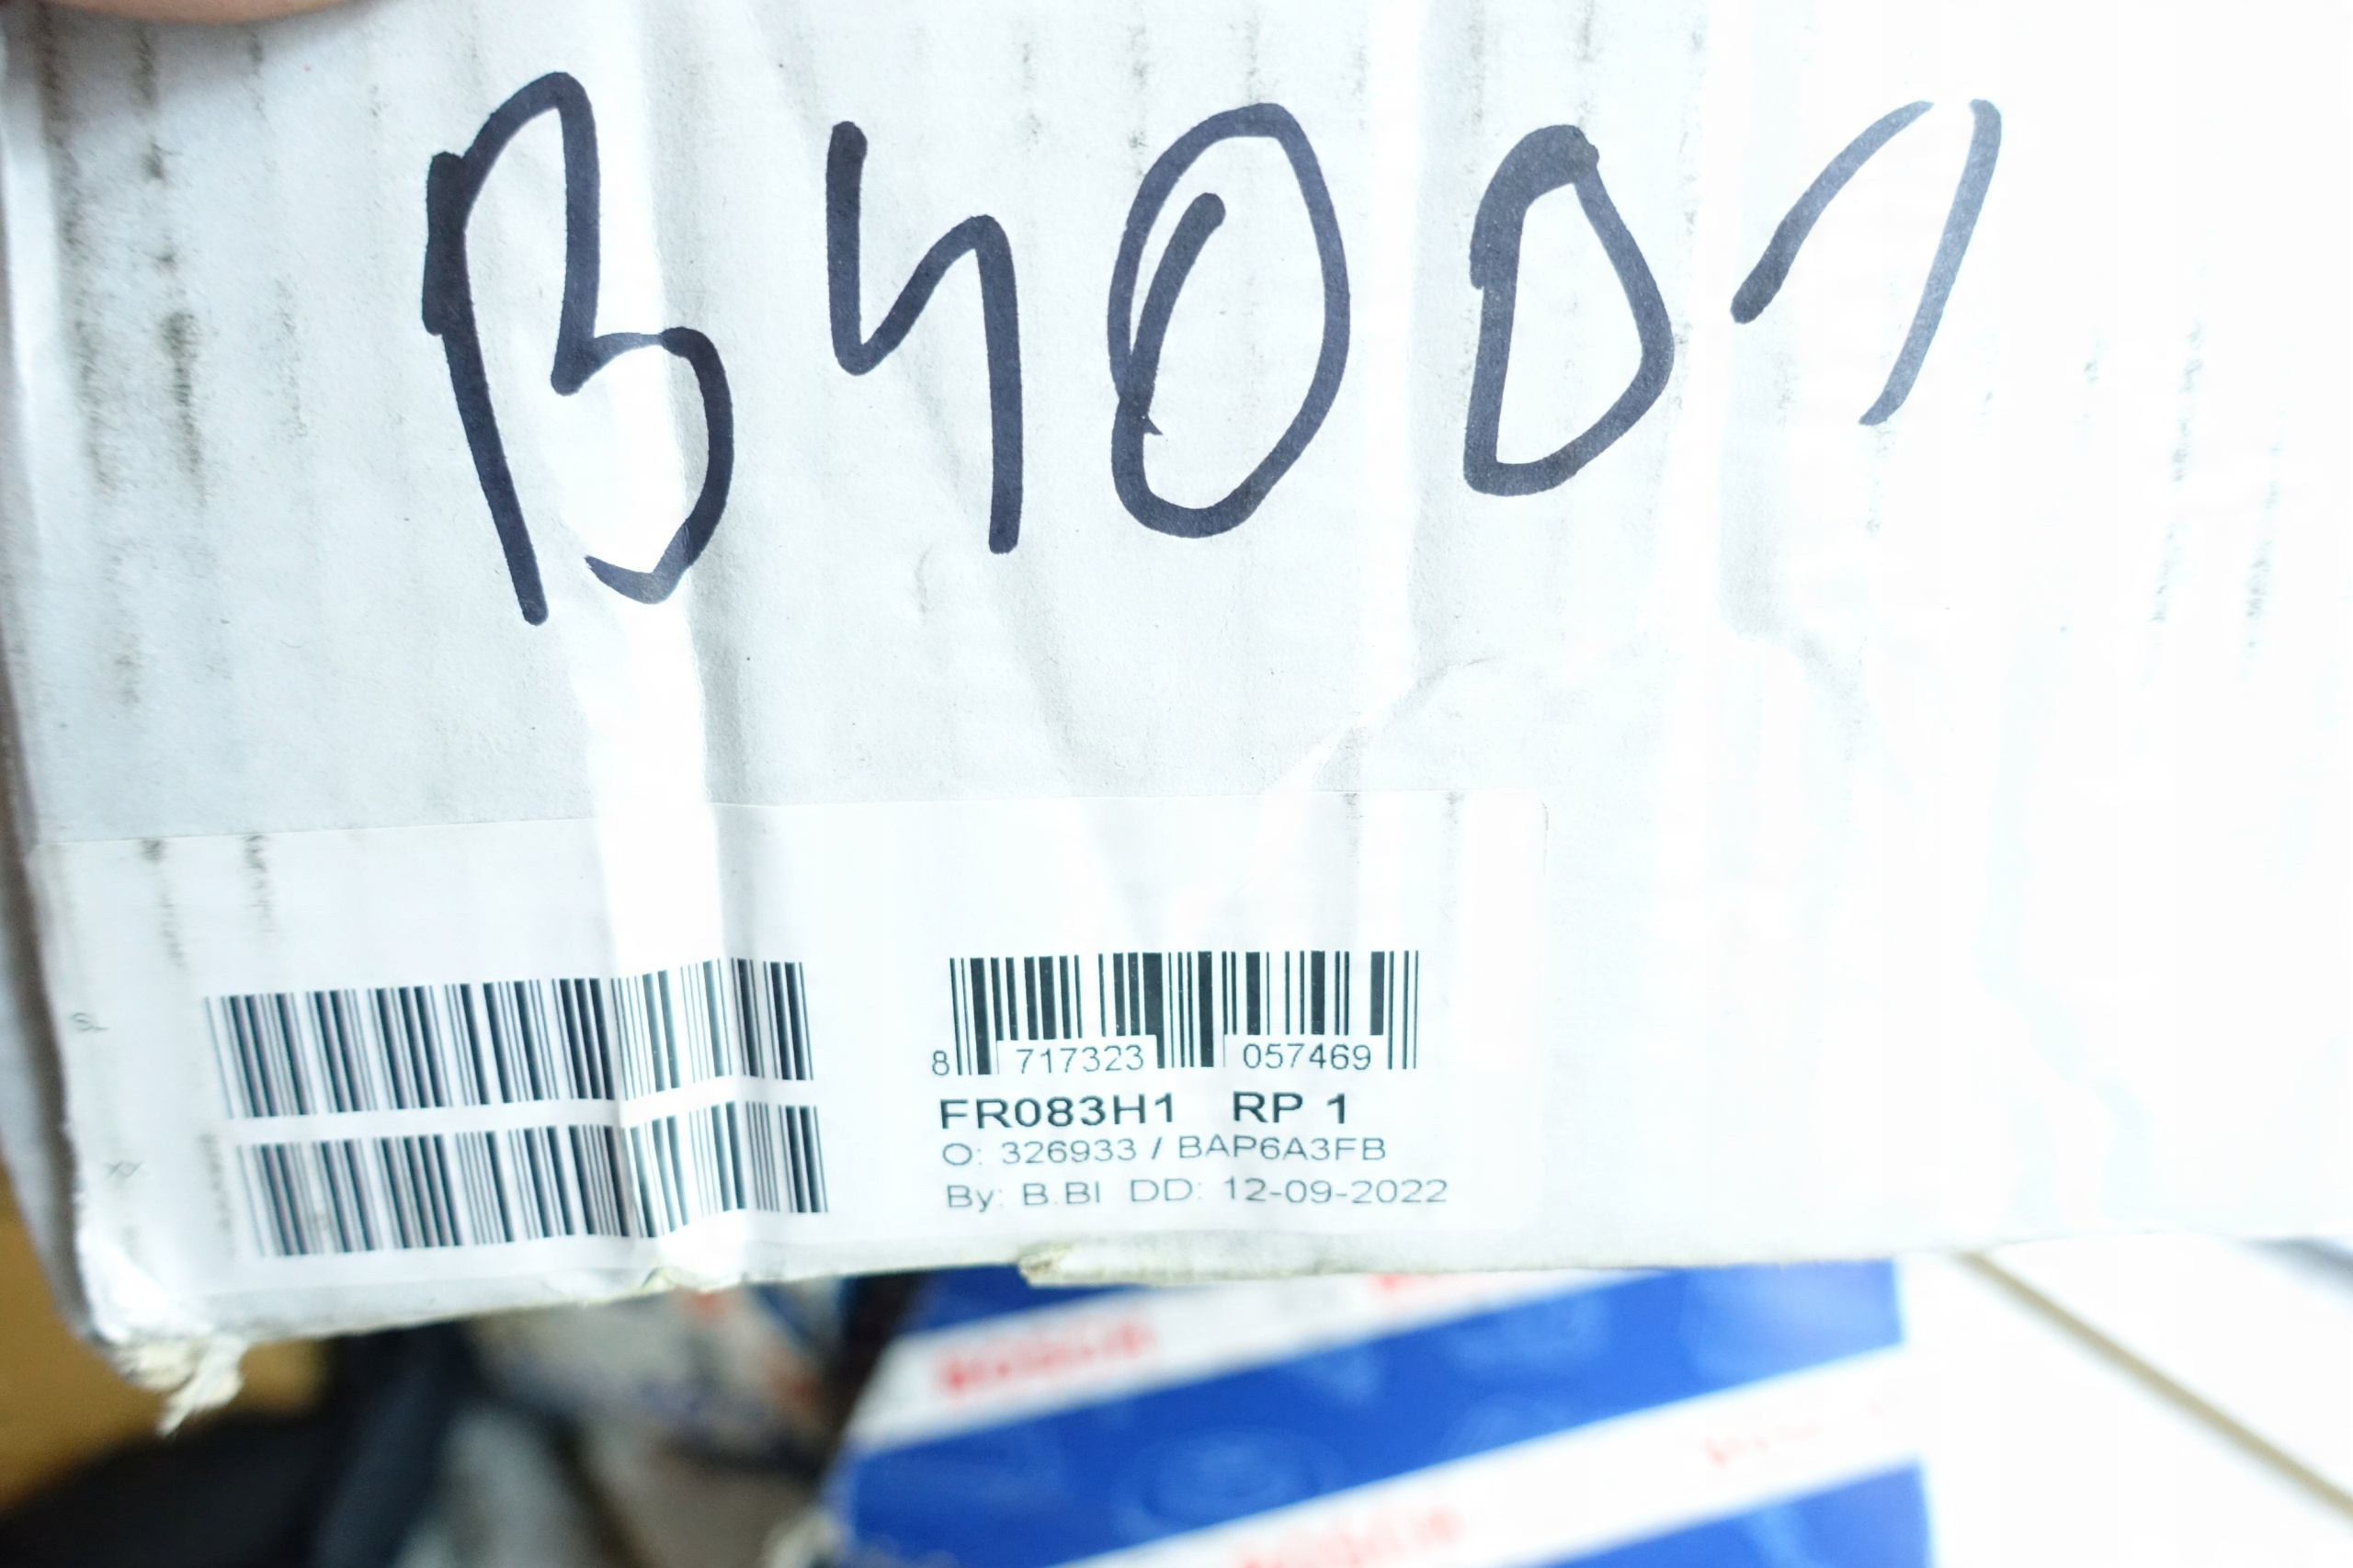 B4001
8 717323 057469
FR083H1 RP 1
O: 326933 / BAP6A3FB
By: B.BI DD: 12-09-2022